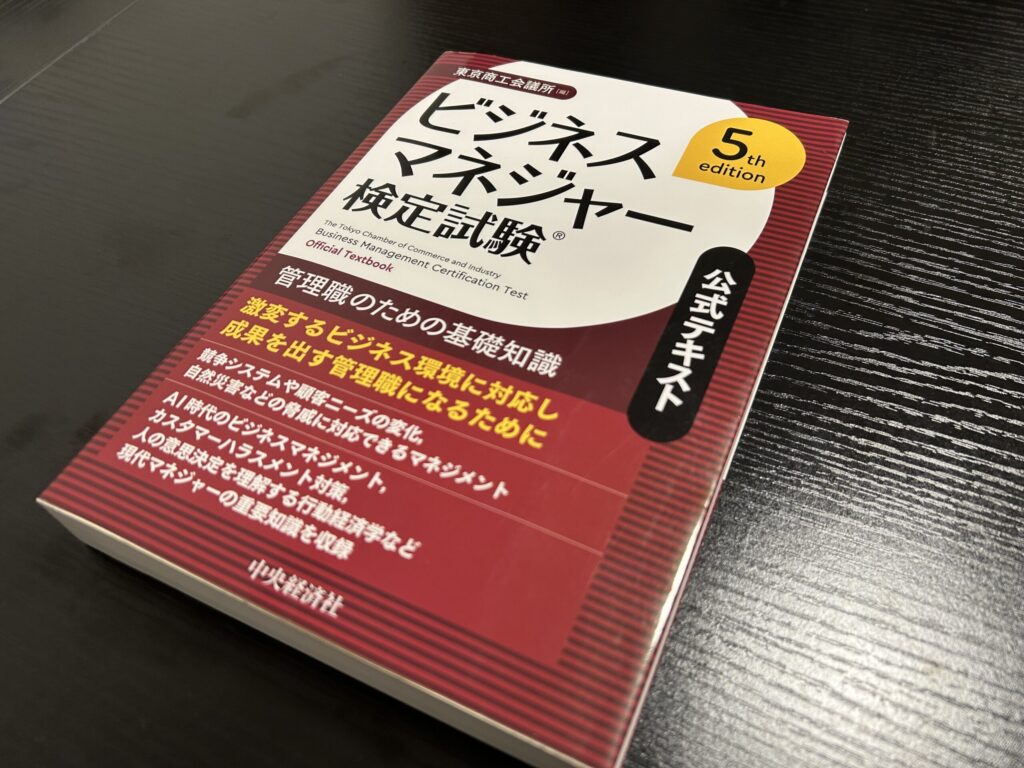 東京商工会議所［編］
ビジネス
マネジャー
検定試験®
5th
edition
The Tokyo Chamber of Commerce and Industry
Business Management Certification Test
Official Textbook
公式テキスト
管理職のための基礎知識
激変するビジネス環境に対応し
成果を出す管理職になるために
競争システムや顧客ニーズの変化,
自然災害などの脅威に対応できるマネジメント
AI時代のビジネスマネジメント,
カスタマーハラスメント対策,
人の意思決定を理解する行動経済学など
現代マネジャーの重要知識を収録
中央経済社